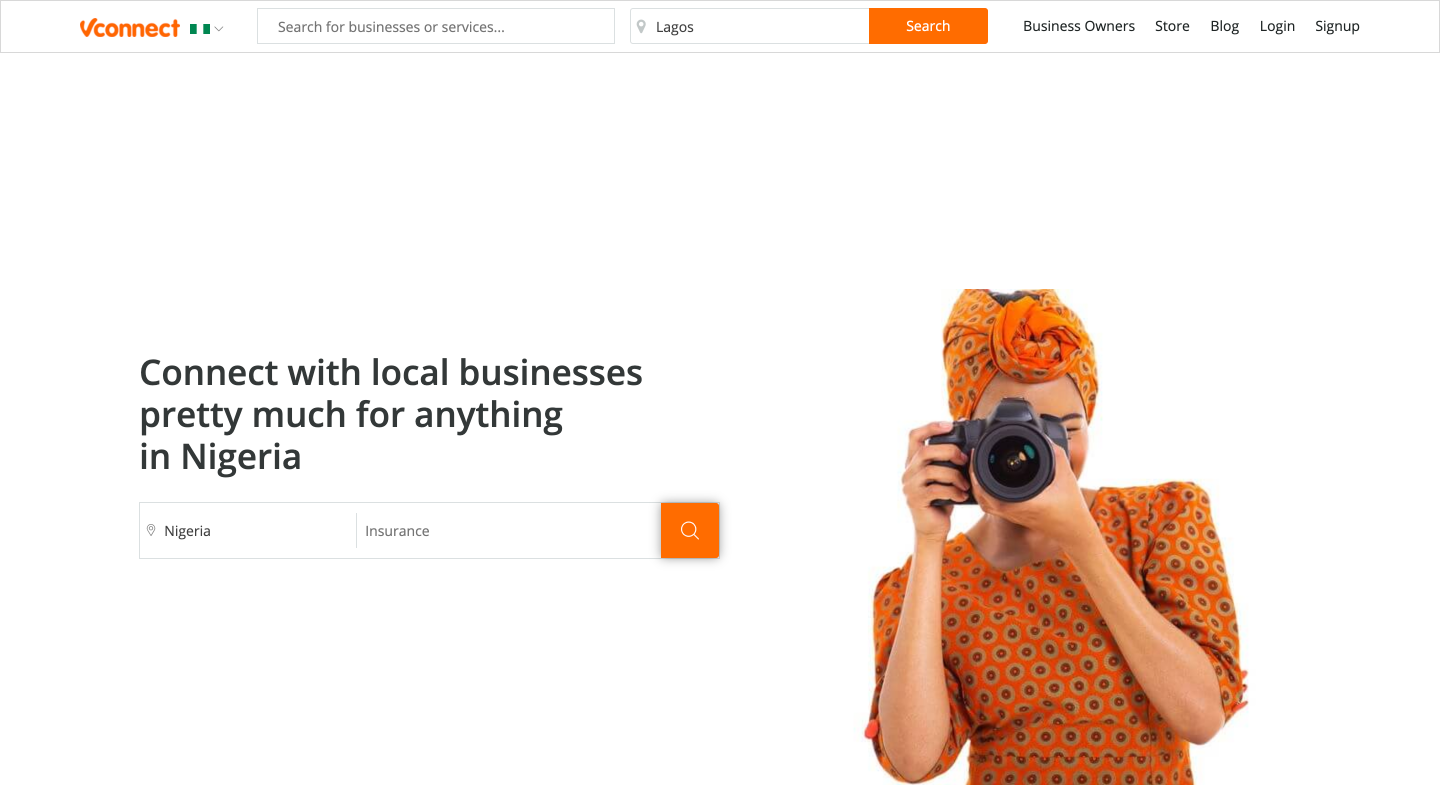 Vconnect
Search for businesses or services...
Lagos
Search
Business Owners
Store
Blog
Login
Signup
Connect with local businesses
pretty much for anything
in Nigeria
Nigeria
Insurance